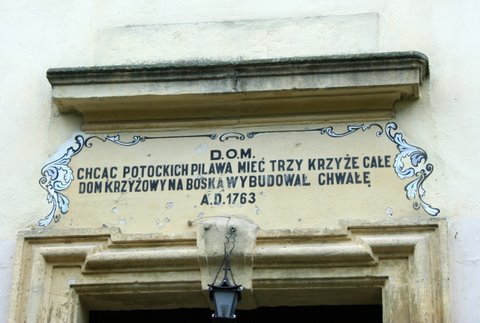 D.O.M.
CHCĄC POTOCKICH PILAWA MIEĆ TRZY KRZYŻE CAŁE
DOM KRZYŻOWY NA BOSKĄ WYBUDOWAŁ CHWAŁĘ
A.D. 1763